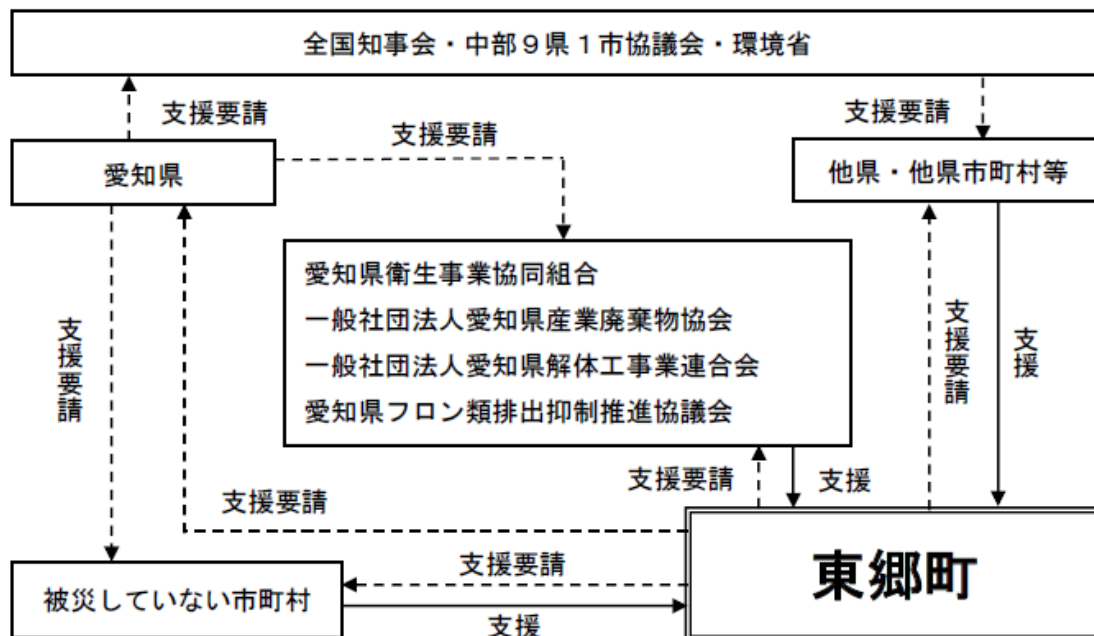 全国知事会・中部９県１市協議会・環境省
支援要請
支援要請
支援要請
愛知県
他県・他県市町村等
愛知県衛生事業協同組合
一般社団法人愛知県産業廃棄物協会
一般社団法人愛知県解体工事業連合会
愛知県フロン類排出抑制推進協議会
支援要請
支援要請
支援
支援要請
支援
支援要請
東郷町
支援要請
被災していない市町村
支援